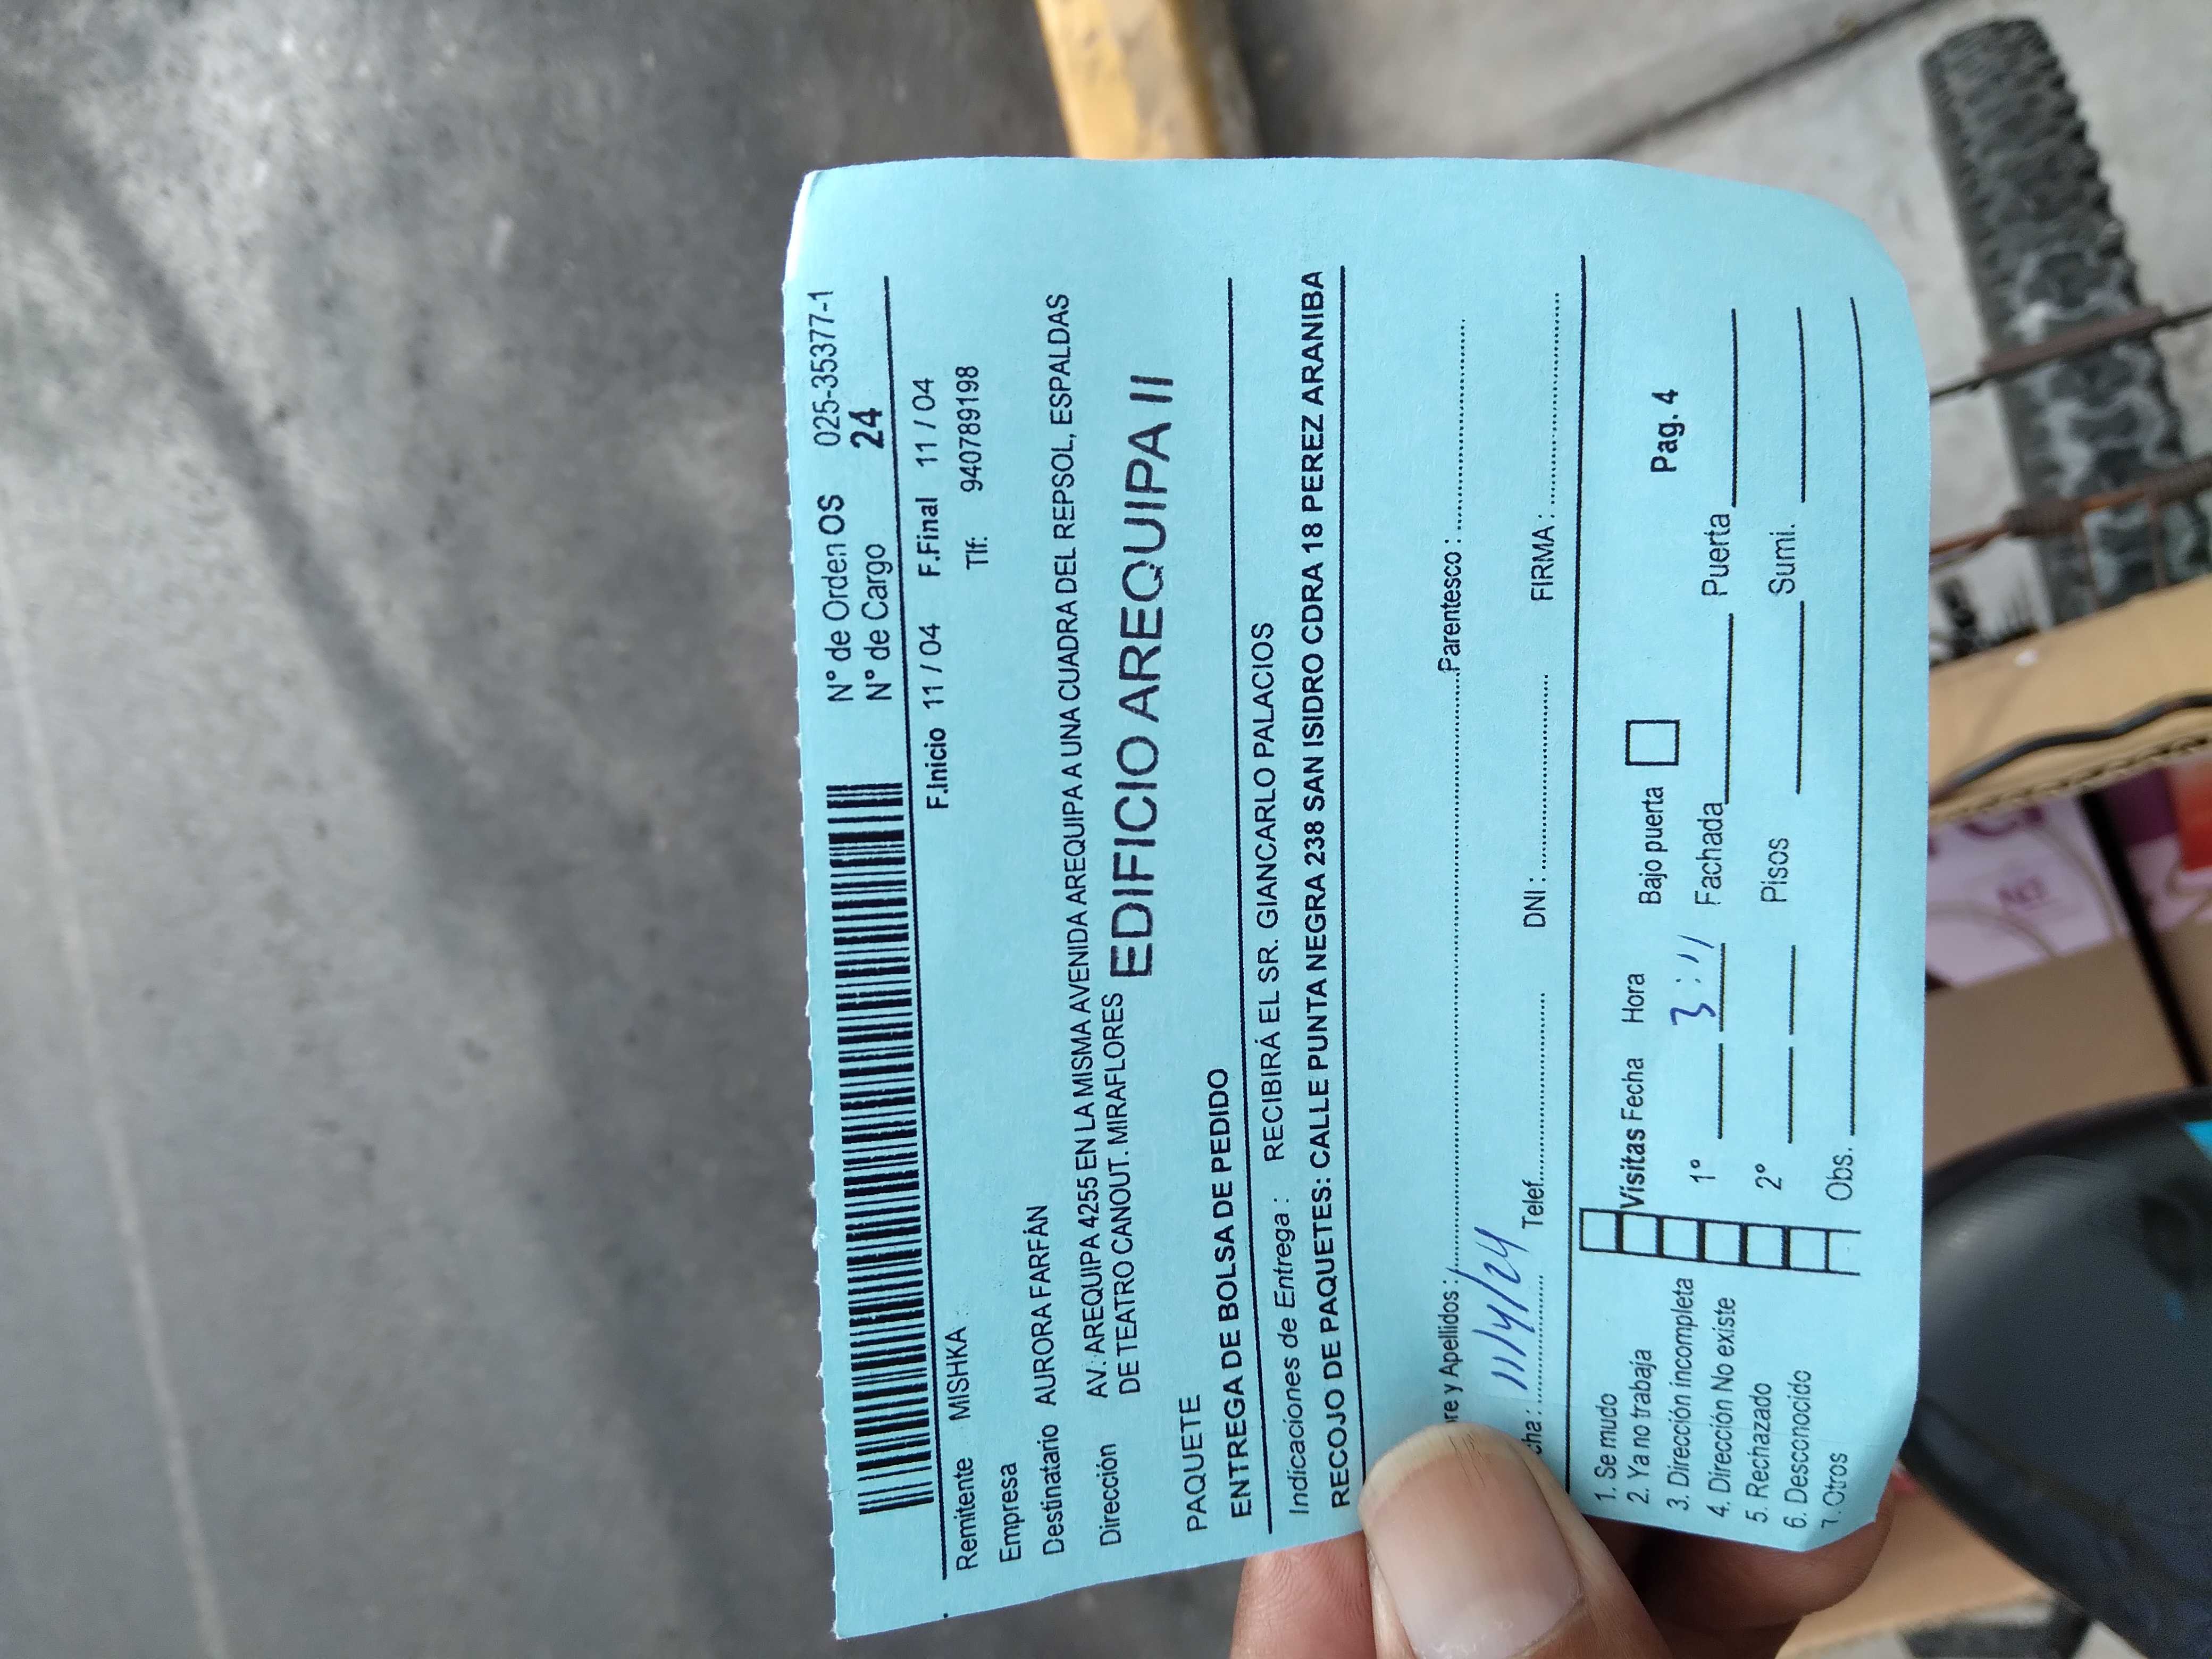 N° de Orden OS 025-35377-1
N° de Cargo 24
F.Inicio 11 / 04 F.Final 11 / 04
Remitente MISHKA
Tlf: 940789198
Empresa
Destinatario AURORA FARFÁN
Dirección AV. AREQUIPA 4255 EN LA MISMA AVENIDA AREQUIPA A UNA CUADRA DEL REPSOL, ESPALDAS
DE TEATRO CANOUT. MIRAFLORES
EDIFICIO AREQUIPA II
PAQUETE
ENTREGA DE BOLSA DE PEDIDO
Indicaciones de Entrega : RECIBIRÁ EL SR. GIANCARLO PALACIOS
RECOJO DE PAQUETES: CALLE PUNTA NEGRA 238 SAN ISIDRO CDRA 18 PEREZ ARANIBA
re y Apellidos : Parentesco :
cha : 11/4/24 Telef. DNI : FIRMA :
1. Se mudo
2. Ya no trabaja
3. Dirección incompleta
4. Dirección No existe
5. Rechazado
6. Desconocido
7. Otros
Visitas Fecha Hora Bajo puerta Pag. 4
1° 3:11 Fachada Puerta
2° Pisos Sumi.
Obs.